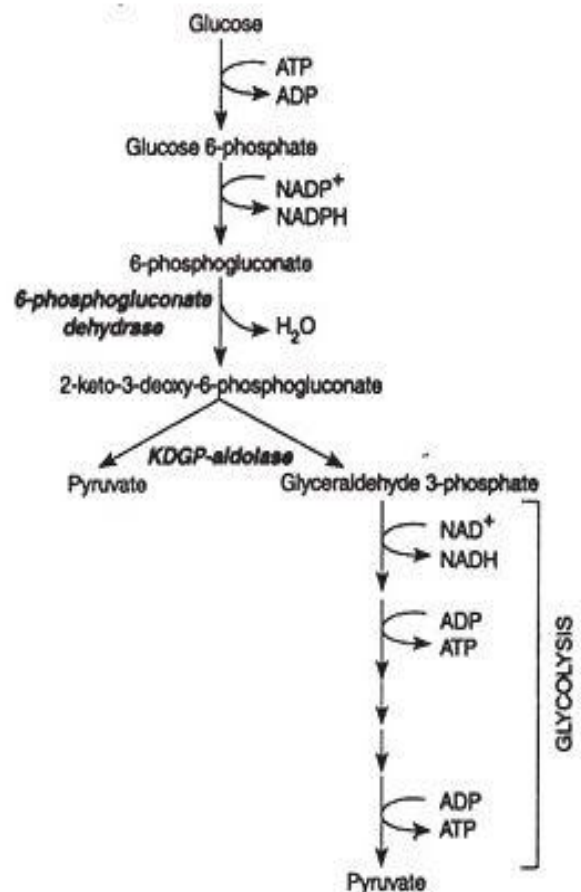 Glucose
ATP
ADP
Glucose 6-phosphate
NADP+
NADPH
6-phosphogluconate
6-phosphogluconate
dehydrase
H2O
2-keto-3-deoxy-6-phosphogluconate
KDGP-aldolase
Pyruvate
Glyceraldehyde 3-phosphate
NAD+
NADH
ADP
ATP
GLYCOLYSIS
ADP
ATP
Pyruvate